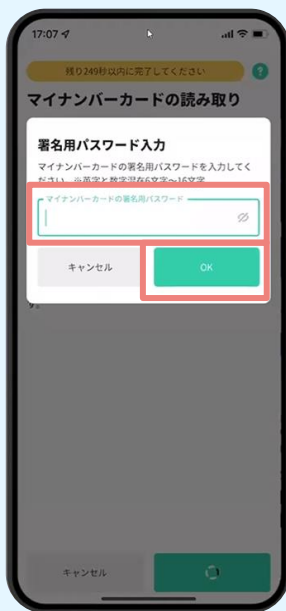 17:07
残り249秒以内に完了してください
?
マイナンバーカードの読み取り
署名用パスワード入力
マイナンバーカードの署名用パスワードを入力してく
ださい ※英字と数字混在6文字～16文字
マイナンバーカードの署名用パスワード
キャンセル
OK
す。
キャンセル